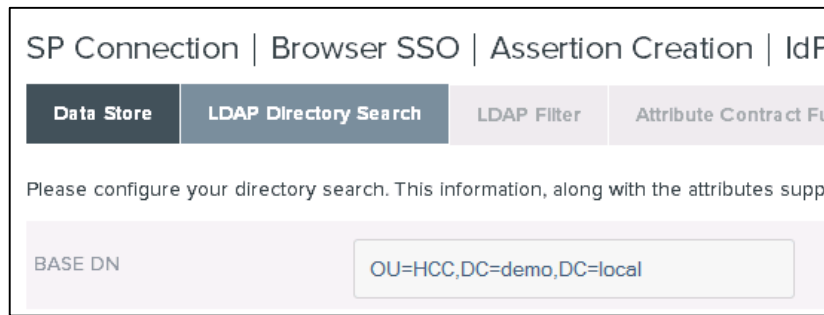 SP Connection | Browser SSO | Assertion Creation | IdP
Data Store LDAP Directory Search LDAP Filter Attribute Contract Fu
Please configure your directory search. This information, along with the attributes supp
BASE DN OU=HCC,DC=demo,DC=local